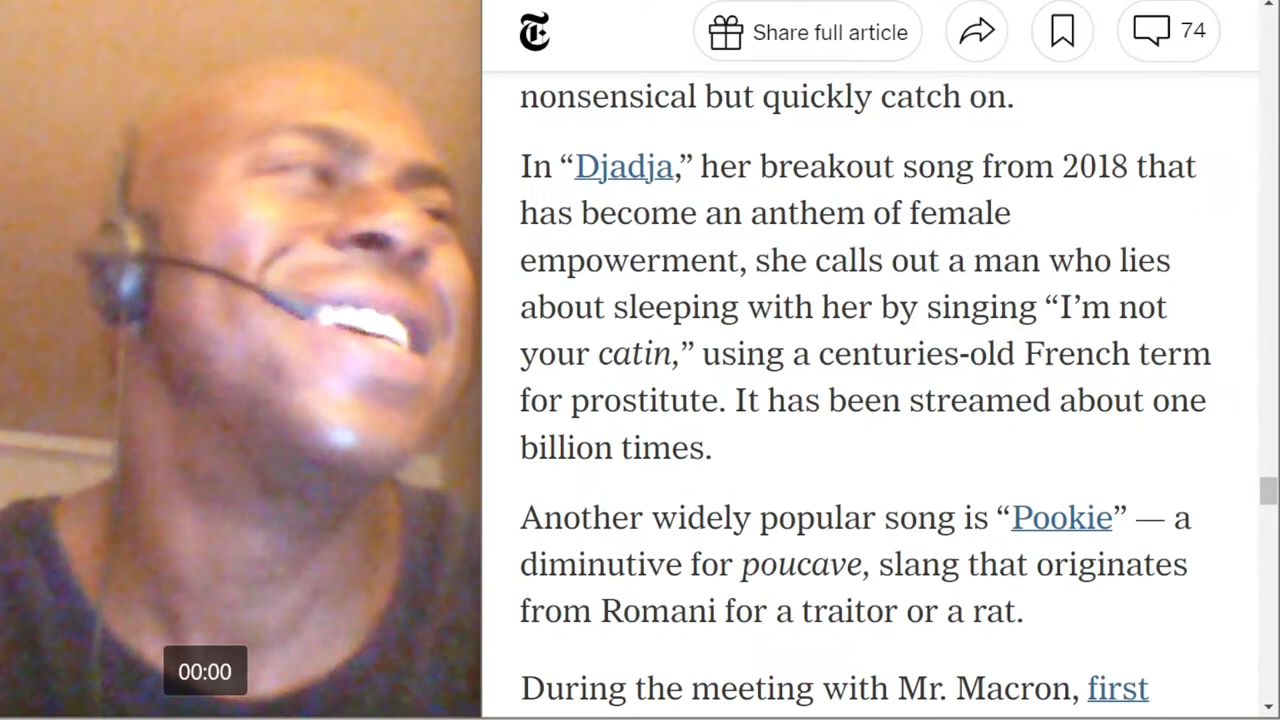 Share full article
74
nonsensical but quickly catch on.
In “Djadja,” her breakout song from 2018 that
has become an anthem of female
empowerment, she calls out a man who lies
about sleeping with her by singing “I’m not
your catin,” using a centuries-old French term
for prostitute. It has been streamed about one
billion times.
Another widely popular song is “Pookie” — a
diminutive for poucave, slang that originates
from Romani for a traitor or a rat.
During the meeting with Mr. Macron, first
00:00